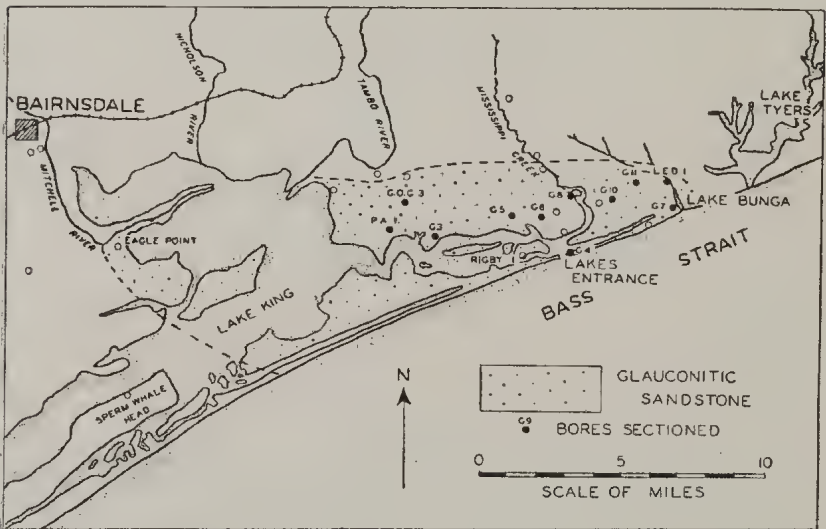 NICHOLSON
RIVER
TAMBO RIVER
MISSISSIPPI
CREEK
LAKE
TYERS
BAIRNSDALE
MITCHELL
RIVER
G.O.G. 3
P.A. 1
G3
G5
G6
G8
G10
G11
L.E.D. 1
G7
LAKE BUNGA
EAGLE POINT
RIGBY I.
G4
LAKES
ENTRANCE
BASS STRAIT
LAKE KING
SPERM WHALE
HEAD
N
GLAUCONITIC
SANDSTONE
G9
BORES SECTIONED
0 5 10
SCALE OF MILES